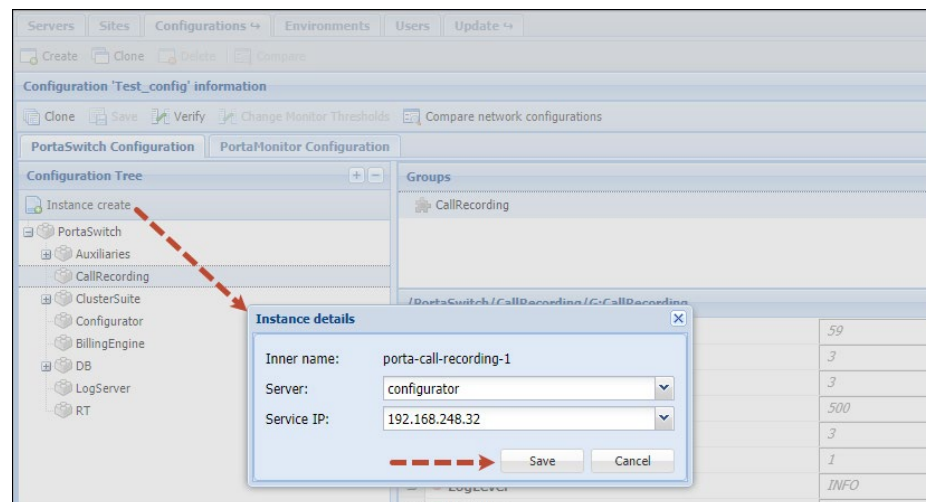 Servers Sites Configurations ↪ Environments Users Update ↪
Create Clone Delete Compare
Configuration 'Test_config' information
Clone Save Verify Change Monitor Thresholds Compare network configurations
PortaSwitch Configuration PortaMonitor Configuration
Configuration Tree Groups
Instance create CallRecording
PortaSwitch
Auxiliaries
CallRecording
ClusterSuite /PortaSwitch/CallRecording/G:CallRecording
Instance details
Configurator 59
BillingEngine
Inner name: porta-call-recording-1 3
DB
Server: configurator 3
LogServer
RT 500
Service IP: 192.168.248.32
3
Save Cancel 1
LogLevel INFO